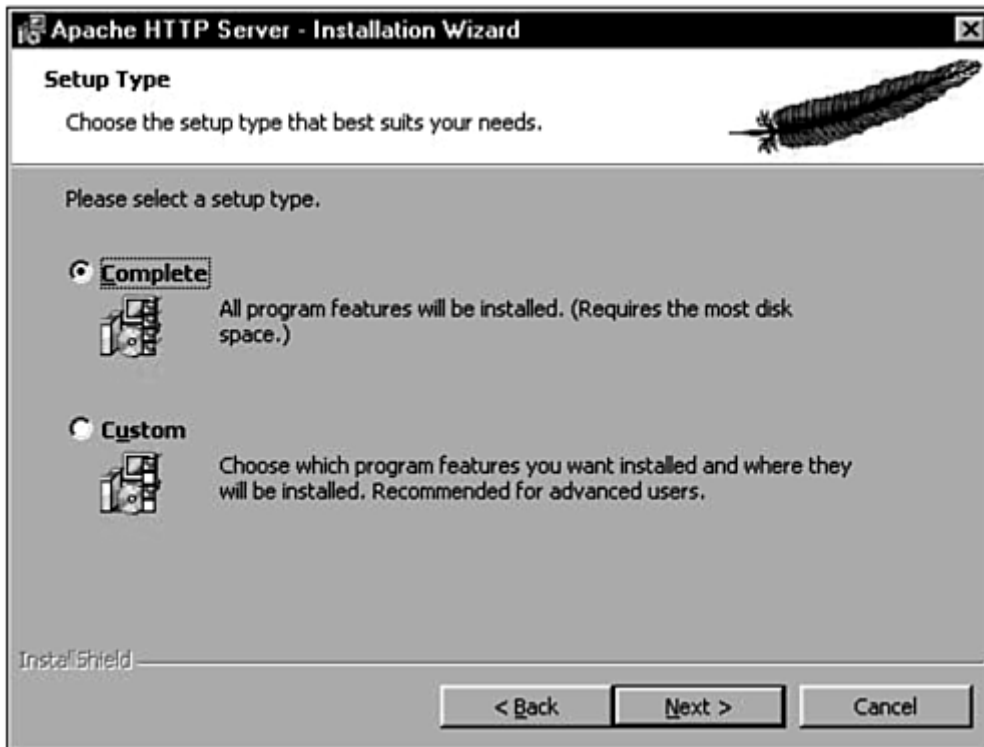 Apache HTTP Server - Installation Wizard
Setup Type
Choose the setup type that best suits your needs.
Please select a setup type.
Complete
All program features will be installed. (Requires the most disk
space.)
Custom
Choose which program features you want installed and where they
will be installed. Recommended for advanced users.
InstallShield
< Back
Next >
Cancel